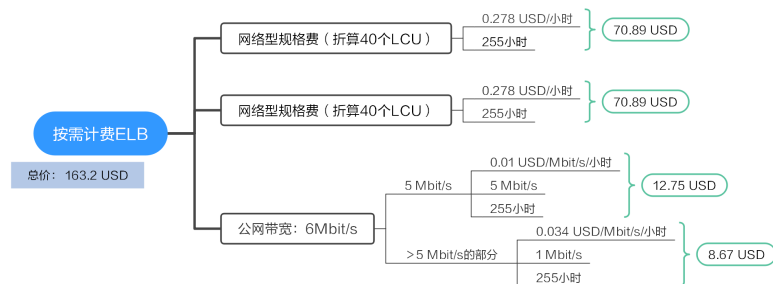 按需计费ELB
总价： 163.2 USD
网络型规格费（折算40个LCU）
0.278 USD/小时
255小时
70.89 USD
网络型规格费（折算40个LCU）
0.278 USD/小时
255小时
70.89 USD
公网带宽：6Mbit/s
5 Mbit/s
0.01 USD/Mbit/s/小时
5 Mbit/s
255小时
12.75 USD
＞5 Mbit/s的部分
0.034 USD/Mbit/s/小时
1 Mbit/s
255小时
8.67 USD